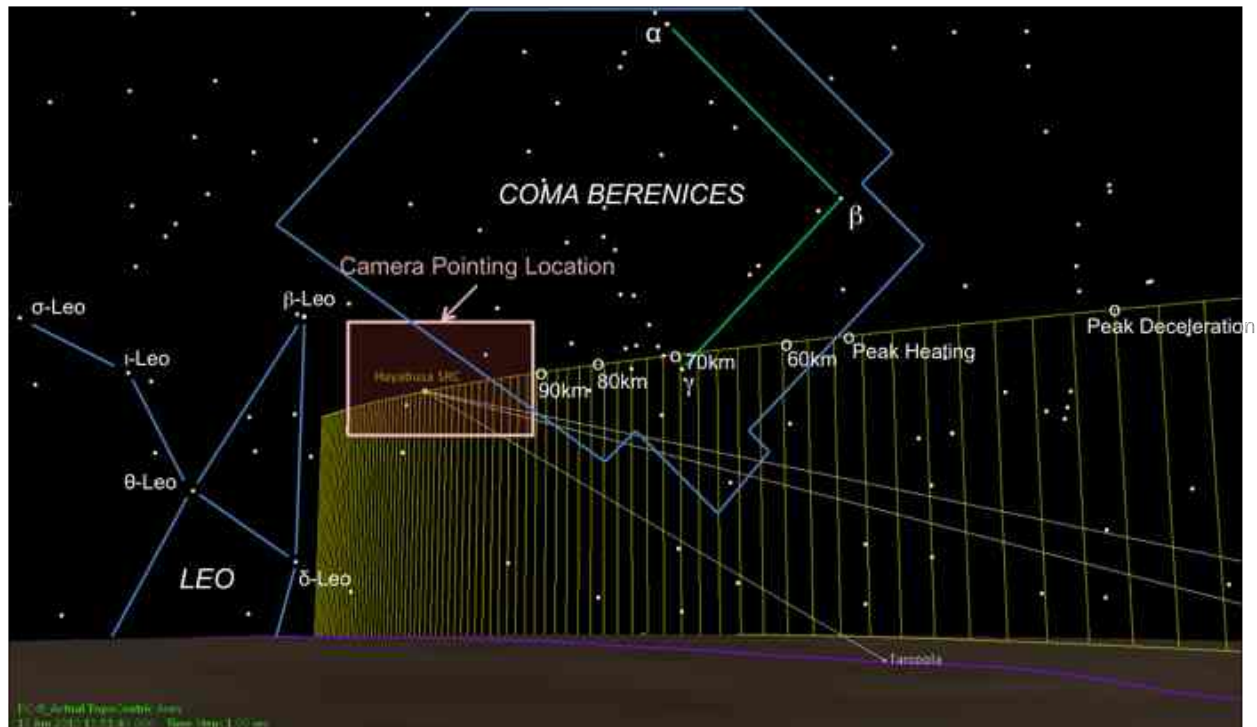 α
COMA BERENICES
β
Camera Pointing Location
σ-Leo
β-Leo
Peak Deceleration
ι-Leo
Hayabusa SRC
90km
80km
70km
γ
60km
Peak Heating
θ-Leo
LEO
δ-Leo
Tarcoola